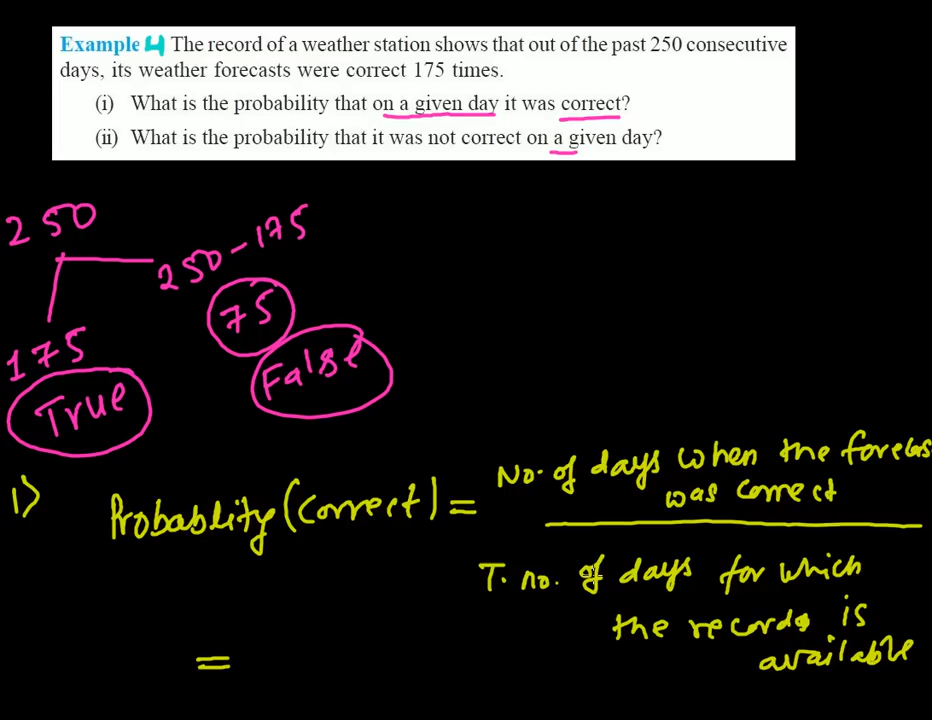 Example 4 The record of a weather station shows that out of the past 250 consecutive
days, its weather forecasts were correct 175 times.
(i) What is the probability that on a given day it was correct?
(ii) What is the probability that it was not correct on a given day?
250
250-175
75
175
False
True
1) Probablity (Correct) =
No. of days when the forecas
was correct
T. no. of days for which
the records is
available
=